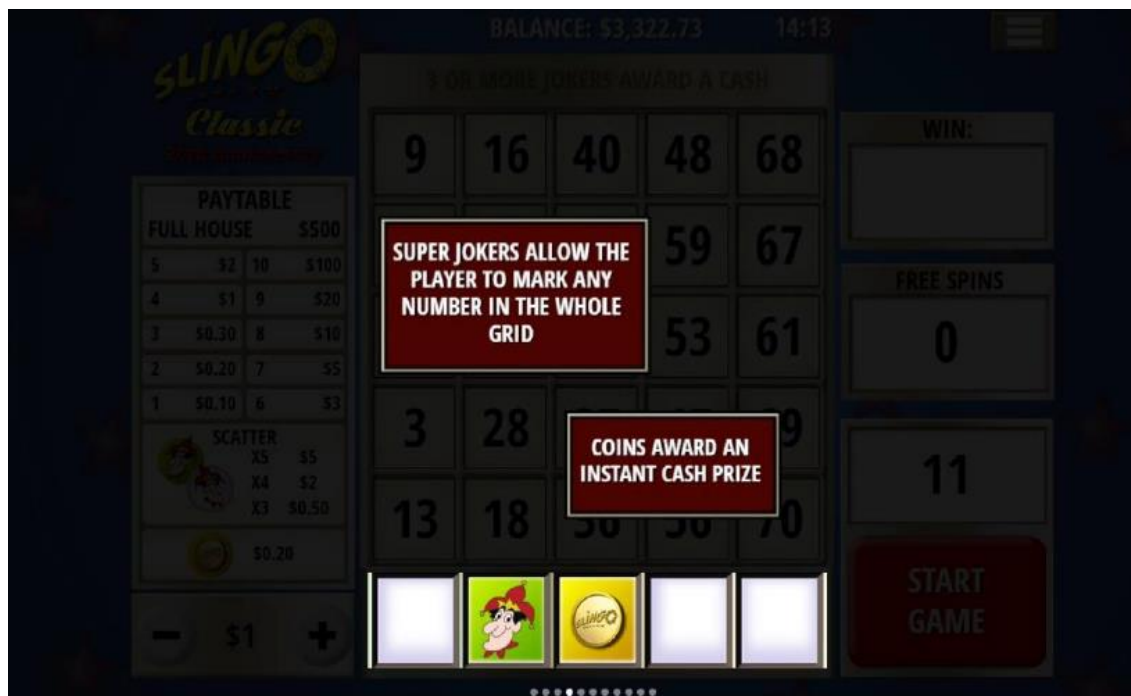 BALANCE: $3,322.73 14:13
SLINGO
Classic
3 OR MORE JOKERS AWARD A CASH
9 16 40 48 68
59 67
53 61
3 28
13 18 70
SUPER JOKERS ALLOW THE
PLAYER TO MARK ANY
NUMBER IN THE WHOLE
GRID
COINS AWARD AN
INSTANT CASH PRIZE
PAYTABLE
FULL HOUSE $500
5 $2 10 $100
4 $1 9 $20
3 $0.30 8 $10
2 $0.20 7 $5
1 $0.10 6 $3
SCATTER
X5 $5
X4 $2
X3 $0.50
$0.20
- $1 +
SLINGO
WIN:
FREE SPINS
0
11
START
GAME